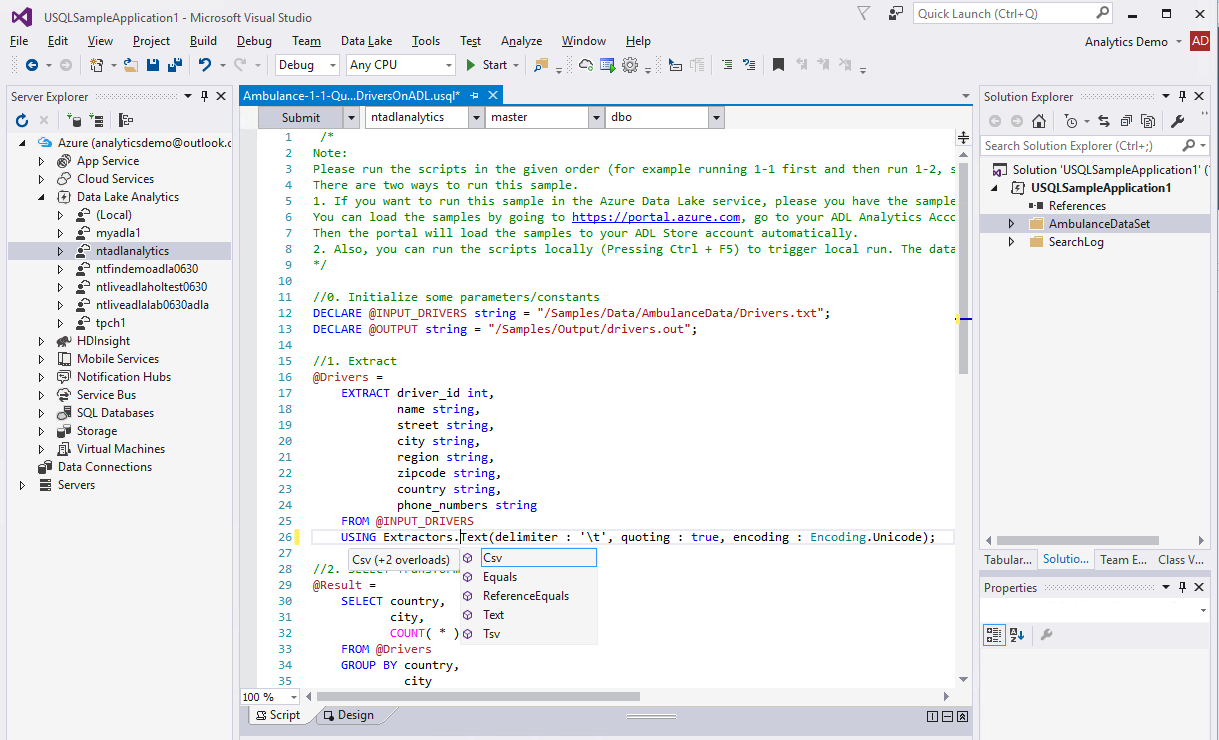 USQLSampleApplication1 - Microsoft Visual Studio
Quick Launch (Ctrl+Q)
File Edit View Project Build Debug Team Data Lake Tools Test Analyze Window Help
Analytics Demo AD
Debug Any CPU Start
Server Explorer
Azure (analyticsdemo@outlook.c
App Service
Cloud Services
Data Lake Analytics
(Local)
myadla1
ntadlanalytics
ntfindemoadla0630
ntliveadlaholtest0630
ntliveadlalab0630adla
tpch1
HDInsight
Mobile Services
Notification Hubs
Service Bus
SQL Databases
Storage
Virtual Machines
Data Connections
Servers
Ambulance-1-1-Qu...DriversOnADL.usql*
Submit ntadlanalytics master dbo
1 /*
2 Note:
3 Please run the scripts in the given order (for example running 1-1 first and then run 1-2, s
4 There are two ways to run this sample.
5 1. If you want to run this sample in the Azure Data Lake service, please you have the sample
6 You can load the samples by going to https://portal.azure.com, go to your ADL Analytics Acco
7 Then the portal will load the samples to your ADL Store account automatically.
8 2. Also, you can run the scripts locally (Pressing Ctrl + F5) to trigger local run. The data
9 */
10
11 //0. Initialize some parameters/constants
12 DECLARE @INPUT_DRIVERS string = "/Samples/Data/AmbulanceData/Drivers.txt";
13 DECLARE @OUTPUT string = "/Samples/Output/drivers.out";
14
15 //1. Extract
16 @Drivers =
17 EXTRACT driver_id int,
18 name string,
19 street string,
20 city string,
21 region string,
22 zipcode string,
23 country string,
24 phone_numbers string
25 FROM @INPUT_DRIVERS
26 USING Extractors.Text(delimiter : '\t', quoting : true, encoding : Encoding.Unicode);
27
28 //2. SELECT Transform
29 @Result =
30 SELECT country,
31 city,
32 COUNT( * )
33 FROM @Drivers
34 GROUP BY country,
35 city
Csv (+2 overloads)
Csv
Equals
ReferenceEquals
Text
Tsv
100 %
Script Design
Solution Explorer
Search Solution Explorer (Ctrl+;)
Solution 'USQLSampleApplication1' (
USQLSampleApplication1
References
AmbulanceDataSet
SearchLog
Tabular... Solutio... Team E... Class V...
Properties